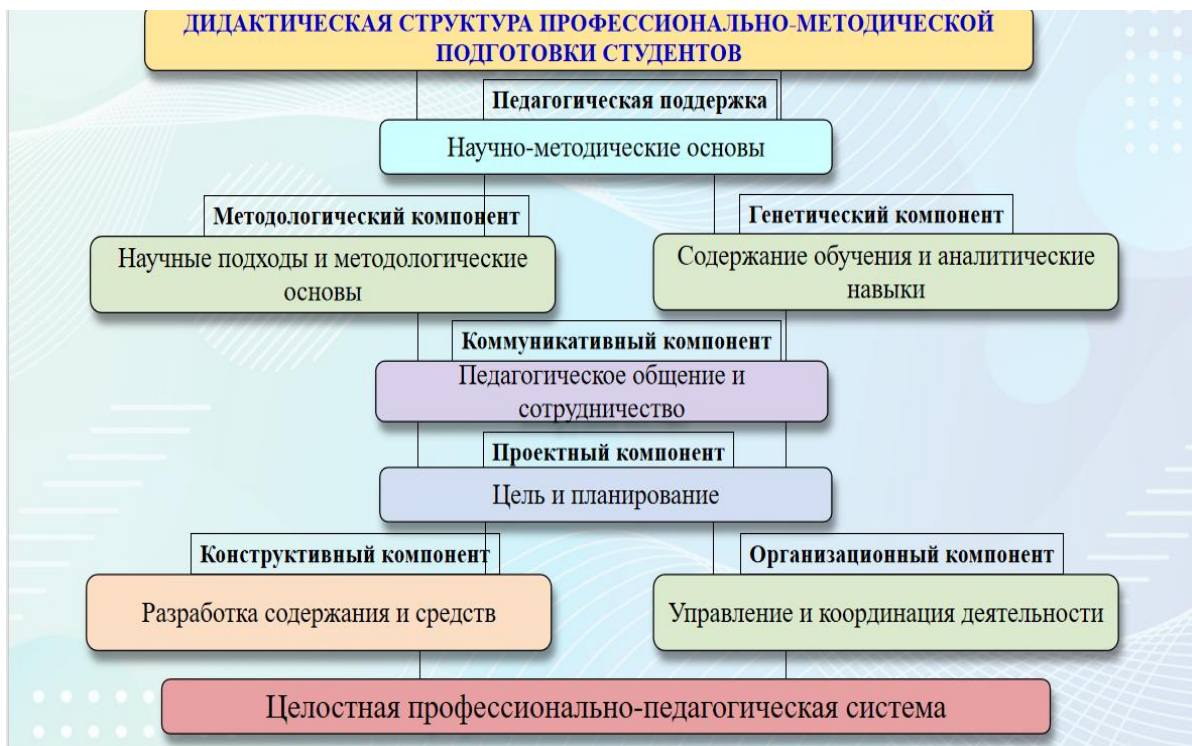 ДИДАКТИЧЕСКАЯ СТРУКТУРА ПРОФЕССИОНАЛЬНО-МЕТОДИЧЕСКОЙ
ПОДГОТОВКИ СТУДЕНТОВ
Педагогическая поддержка
Научно-методические основы
Методологический компонент
Научные подходы и методологические
основы
Генетический компонент
Содержание обучения и аналитические
навыки
Коммуникативный компонент
Педагогическое общение и
сотрудничество
Проектный компонент
Цель и планирование
Конструктивный компонент
Разработка содержания и средств
Организационный компонент
Управление и координация деятельности
Целостная профессионально-педагогическая система